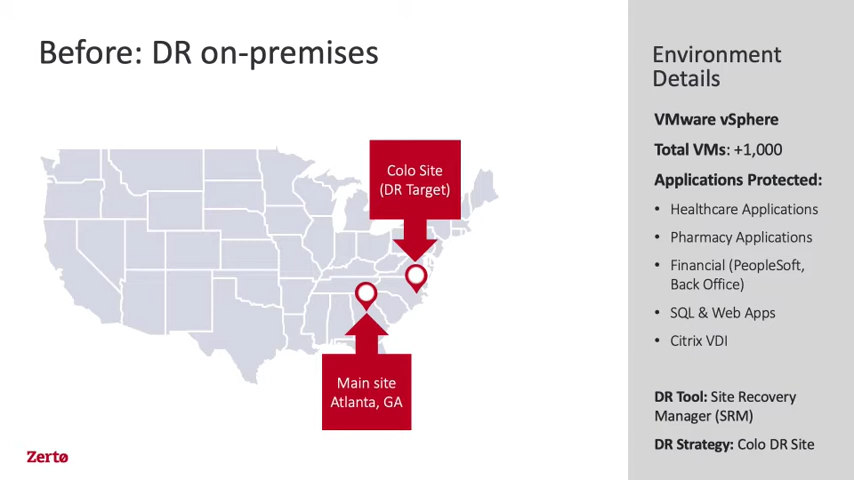 Before: DR on-premises
Colo Site
(DR Target)
Main site
Atlanta, GA
Zertø
Environment
Details
VMware vSphere
Total VMs: +1,000
Applications Protected:
• Healthcare Applications
• Pharmacy Applications
• Financial (PeopleSoft,
Back Office)
• SQL & Web Apps
• Citrix VDI
DR Tool: Site Recovery
Manager (SRM)
DR Strategy: Colo DR Site